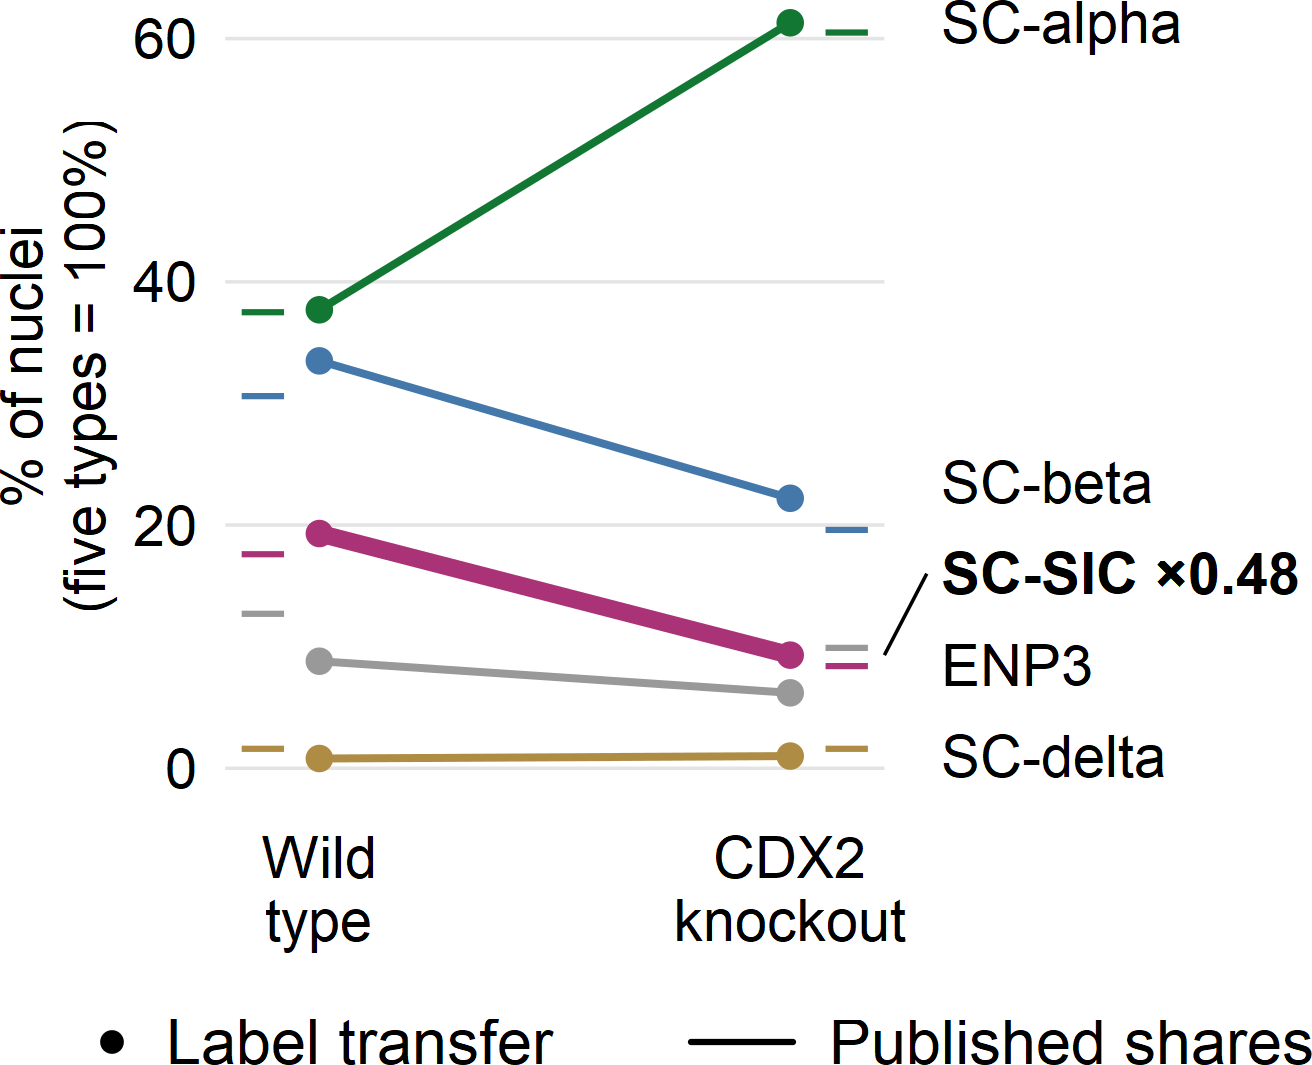 60
40
20
0
% of nuclei
(five types = 100%)
SC-alpha
SC-beta
SC-SIC ×0.48
ENP3
SC-delta
Wild
type
CDX2
knockout
Label transfer
Published shares